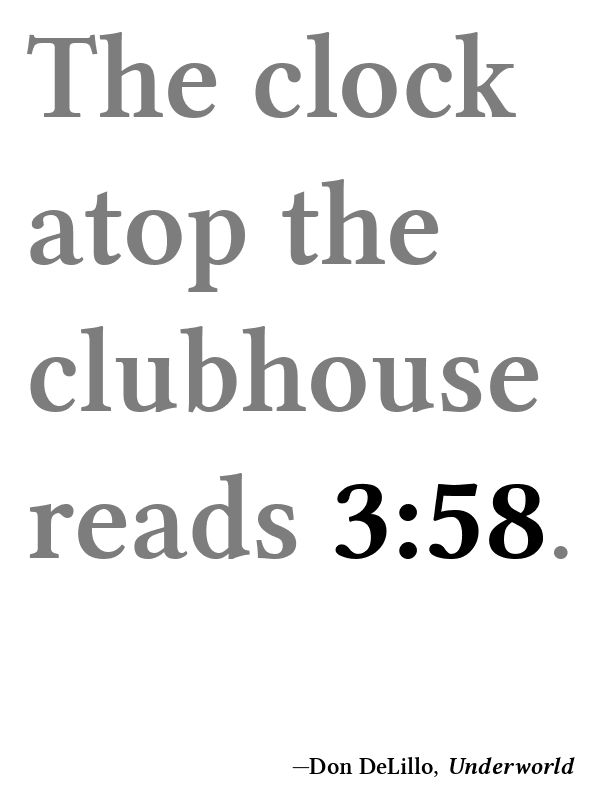 The clock
atop the
clubhouse
reads 3:58.
—Don DeLillo, Underworld